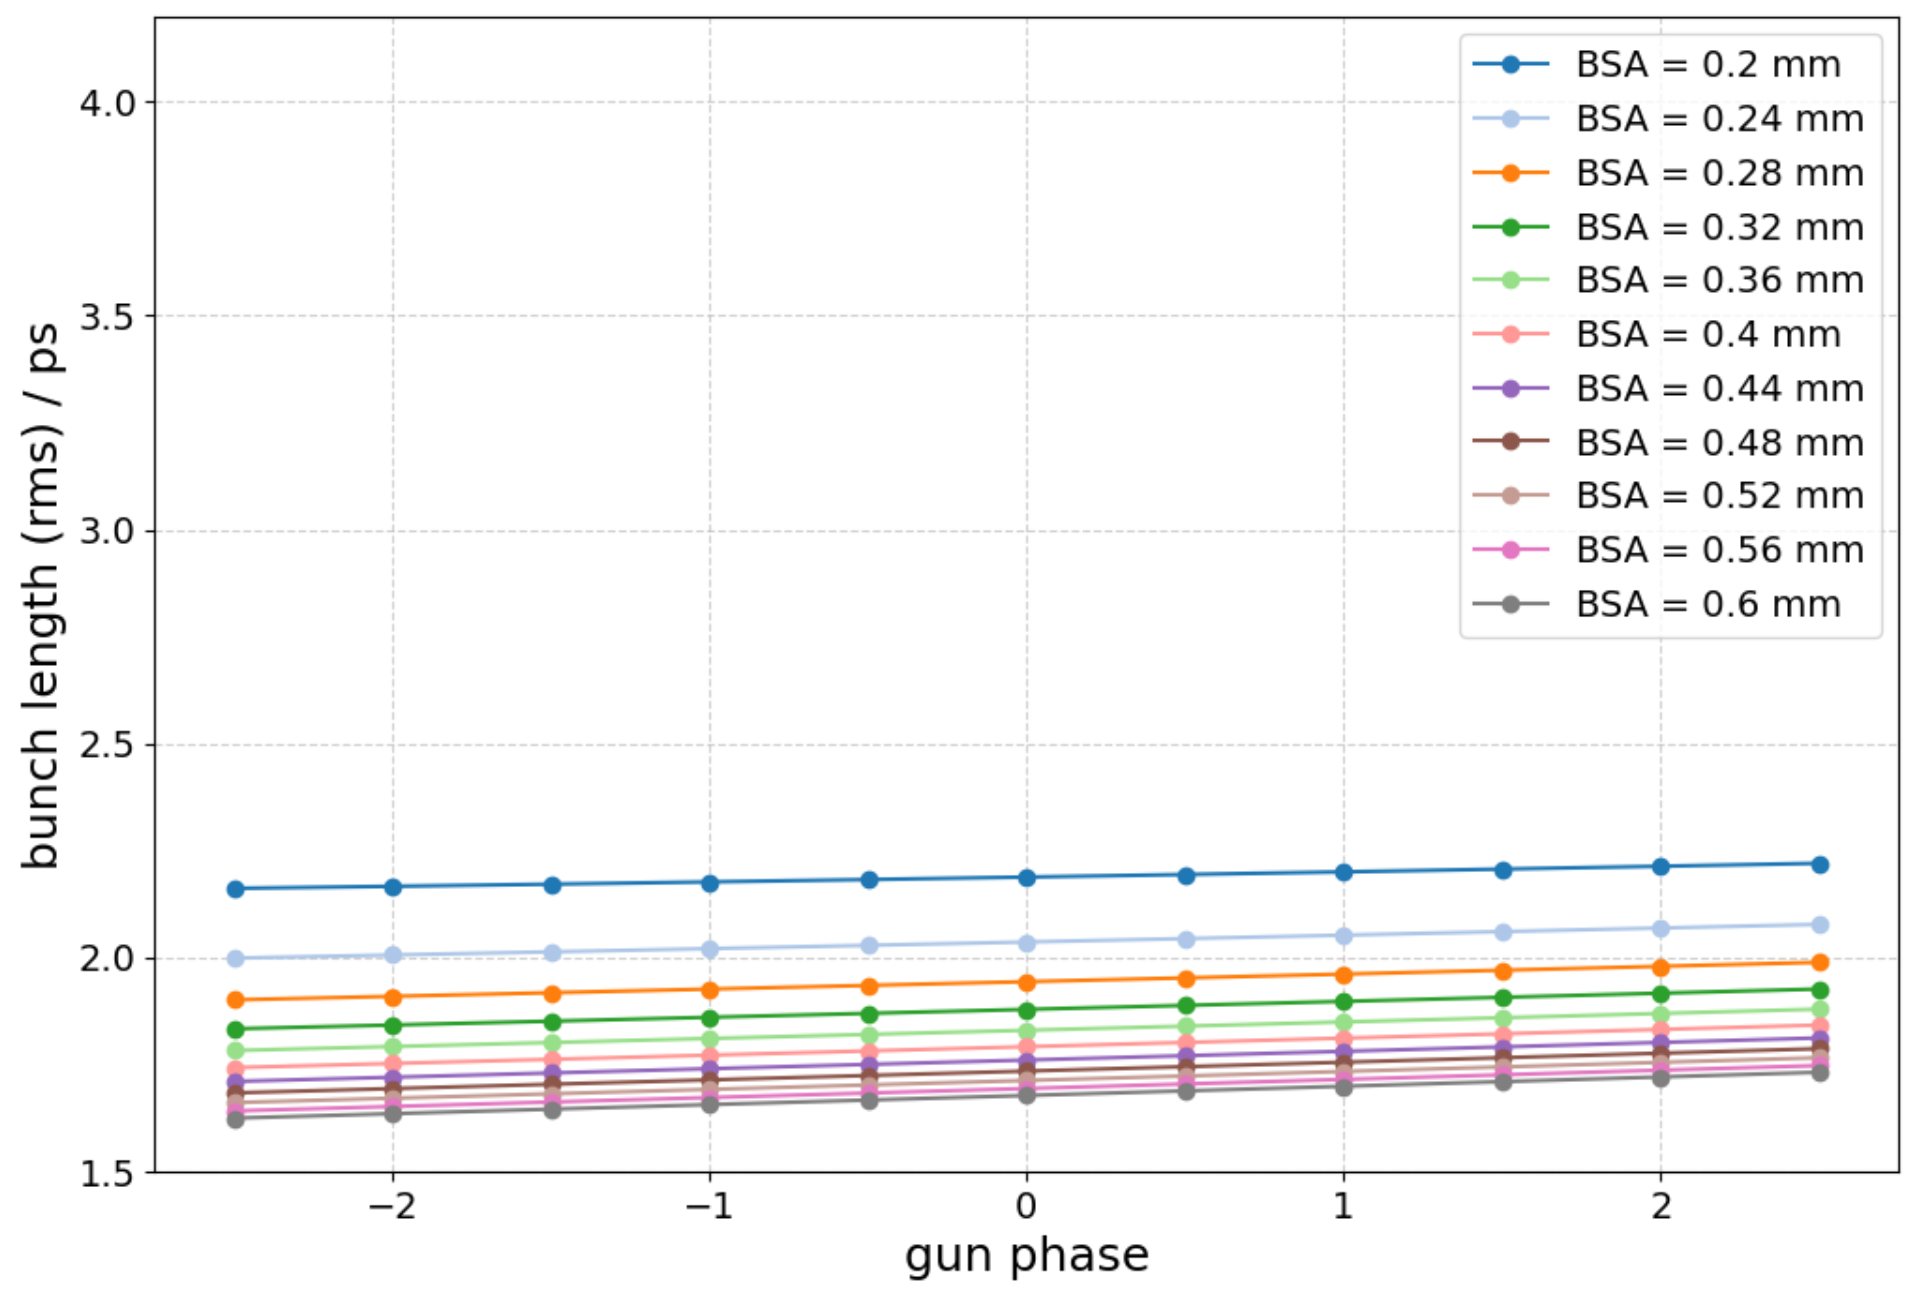 BSA = 0.2 mm
BSA = 0.24 mm
BSA = 0.28 mm
BSA = 0.32 mm
BSA = 0.36 mm
BSA = 0.4 mm
BSA = 0.44 mm
BSA = 0.48 mm
BSA = 0.52 mm
BSA = 0.56 mm
BSA = 0.6 mm
bunch length (rms) / ps
4.0
3.5
3.0
2.5
2.0
1.5
−2 −1 0 1 2
gun phase